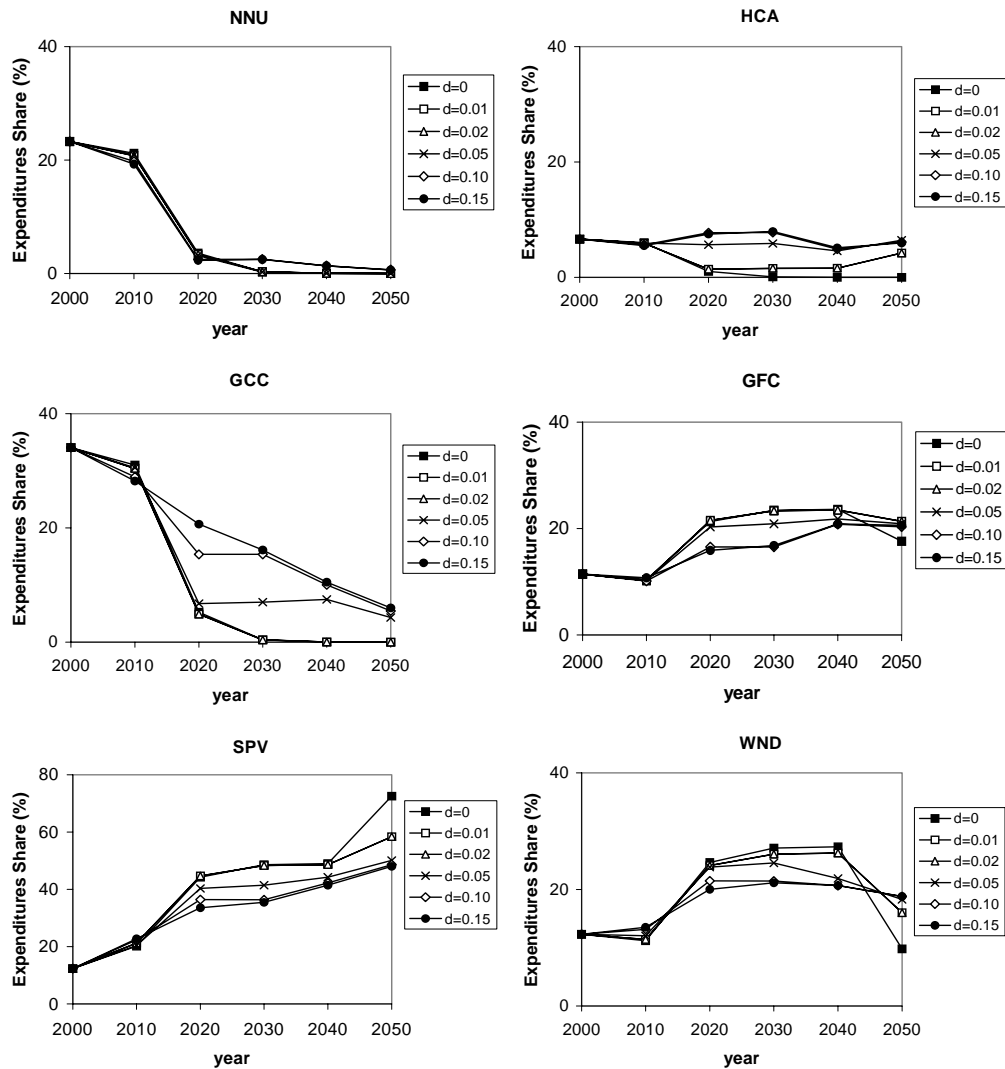 NNU
Expenditures Share (%)
40
20
0
2000 2010 2020 2030 2040 2050
year
d=0
d=0.01
d=0.02
d=0.05
d=0.10
d=0.15
HCA
Expenditures Share (%)
40
20
0
2000 2010 2020 2030 2040 2050
year
d=0
d=0.01
d=0.02
d=0.05
d=0.10
d=0.15
GCC
Expenditures Share (%)
40
20
0
2000 2010 2020 2030 2040 2050
year
d=0
d=0.01
d=0.02
d=0.05
d=0.10
d=0.15
GFC
Expenditures Share (%)
40
20
0
2000 2010 2020 2030 2040 2050
year
d=0
d=0.01
d=0.02
d=0.05
d=0.10
d=0.15
SPV
Expenditures Share (%)
80
60
40
20
0
2000 2010 2020 2030 2040 2050
year
d=0
d=0.01
d=0.02
d=0.05
d=0.10
d=0.15
WND
Expenditures Share (%)
40
20
0
2000 2010 2020 2030 2040 2050
year
d=0
d=0.01
d=0.02
d=0.05
d=0.10
d=0.15